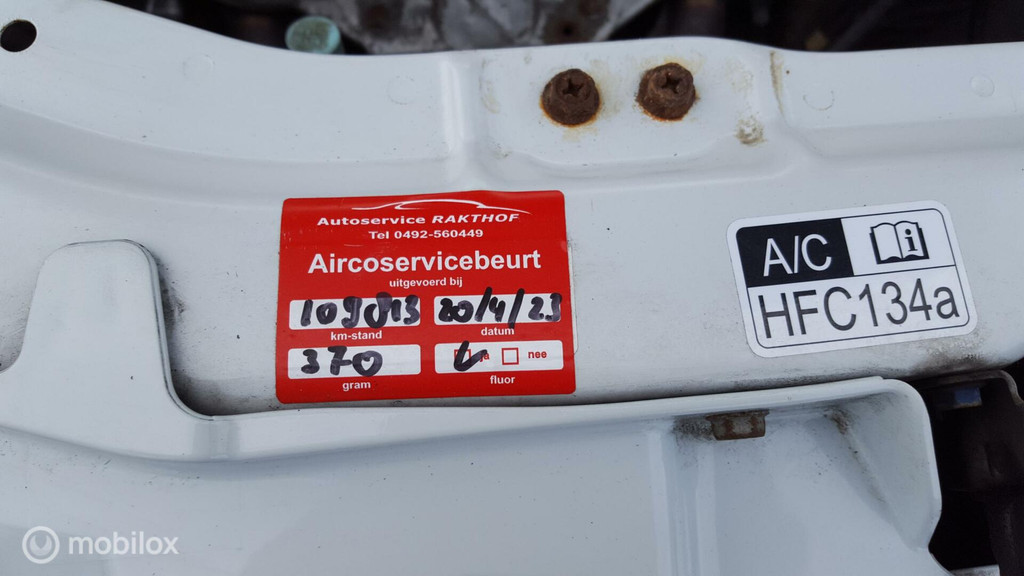 Autoservice RAKTHOF
Tel 0492-560449
Aircoservicebeurt
uitgevoerd bij
20/4/23
km-stand datum
370
ja nee
gram fluor
A/C
HFC134a
mobilox